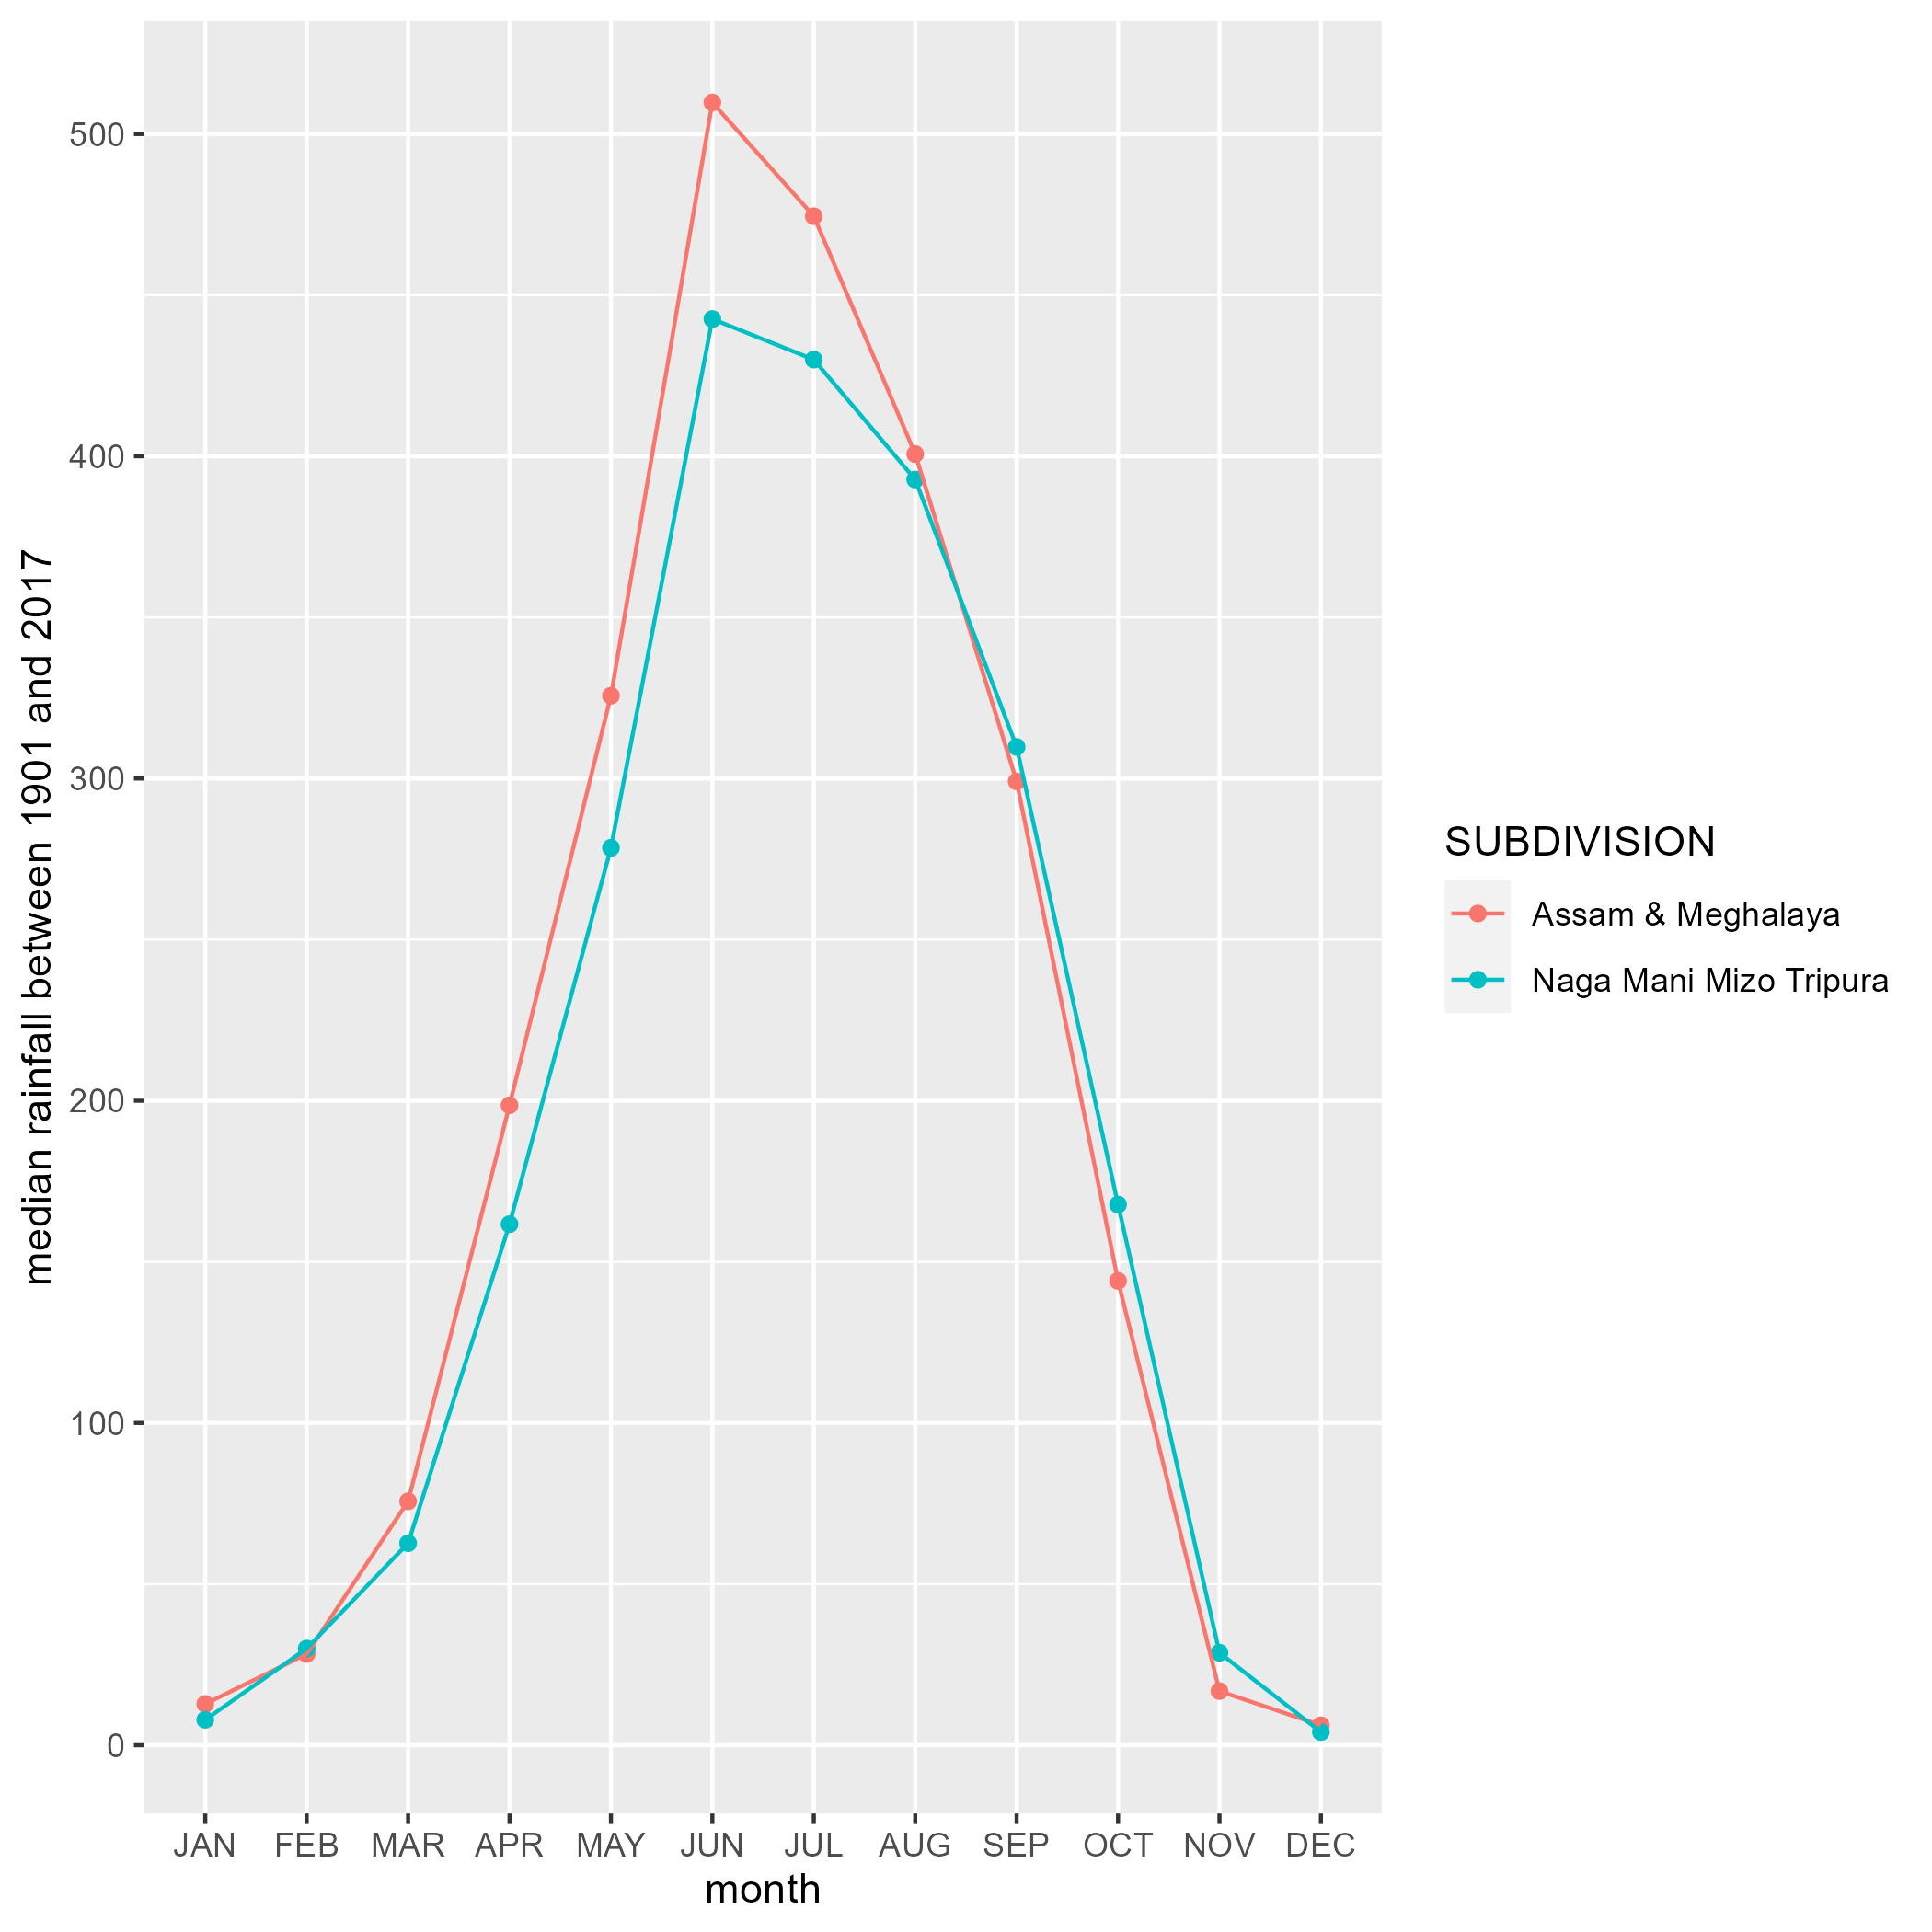 median rainfall between 1901 and 2017
500
400
300
200
100
0
JAN FEB MAR APR MAY JUN JUL AUG SEP OCT NOV DEC
month
SUBDIVISION
Assam & Meghalaya
Naga Mani Mizo Tripura